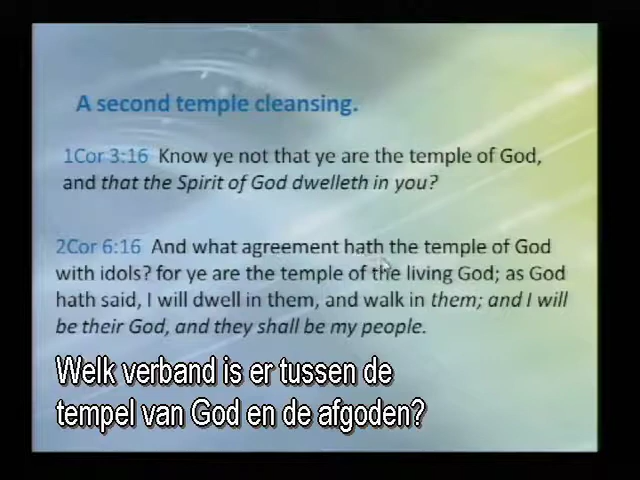 A second temple cleansing.
1Cor 3:16 Know ye not that ye are the temple of God,
and that the Spirit of God dwelleth in you?
2Cor 6:16 And what agreement hath the temple of God
with idols? for ye are the temple of the living God; as God
hath said, I will dwell in them, and walk in them; and I will
be their God, and they shall be my people.
Welk verband is er tussen de
tempel van God en de afgoden?